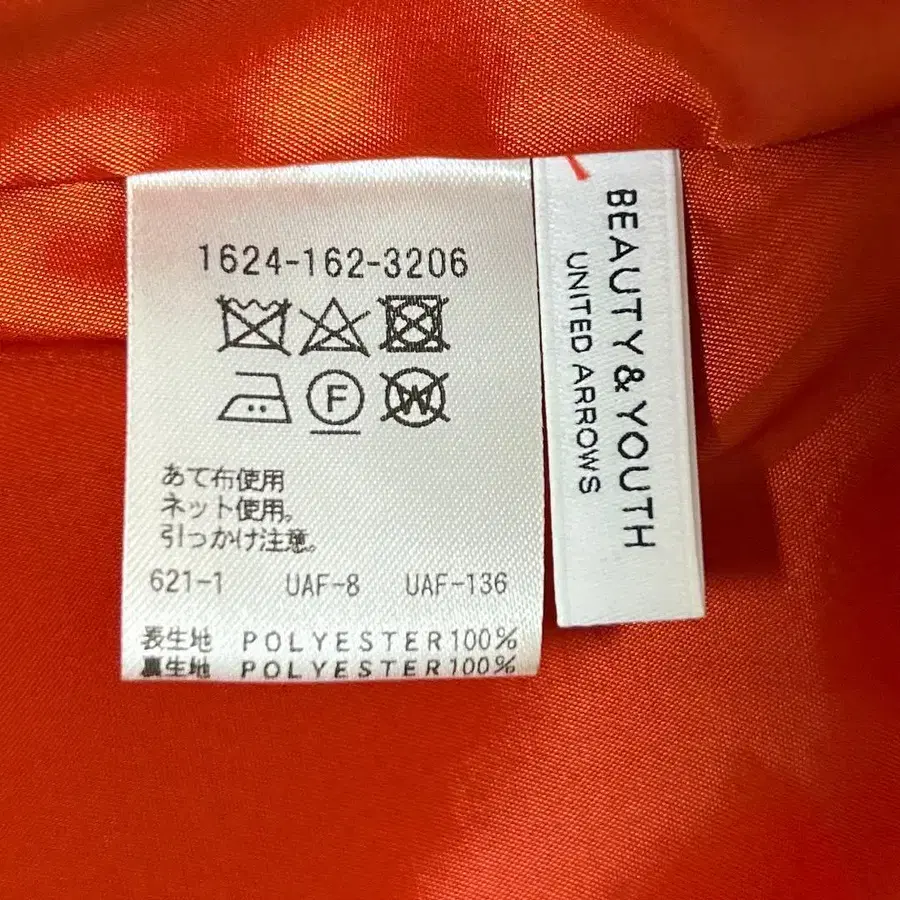 1624-162-3206
F
W
あて布使用
ネット使用。
引っかけ注意。
621-1 UAF-8 UAF-136
表生地 POLYESTER100%
裏生地 POLYESTER100%
BEAUTY&YOUTH
UNITED ARROWS